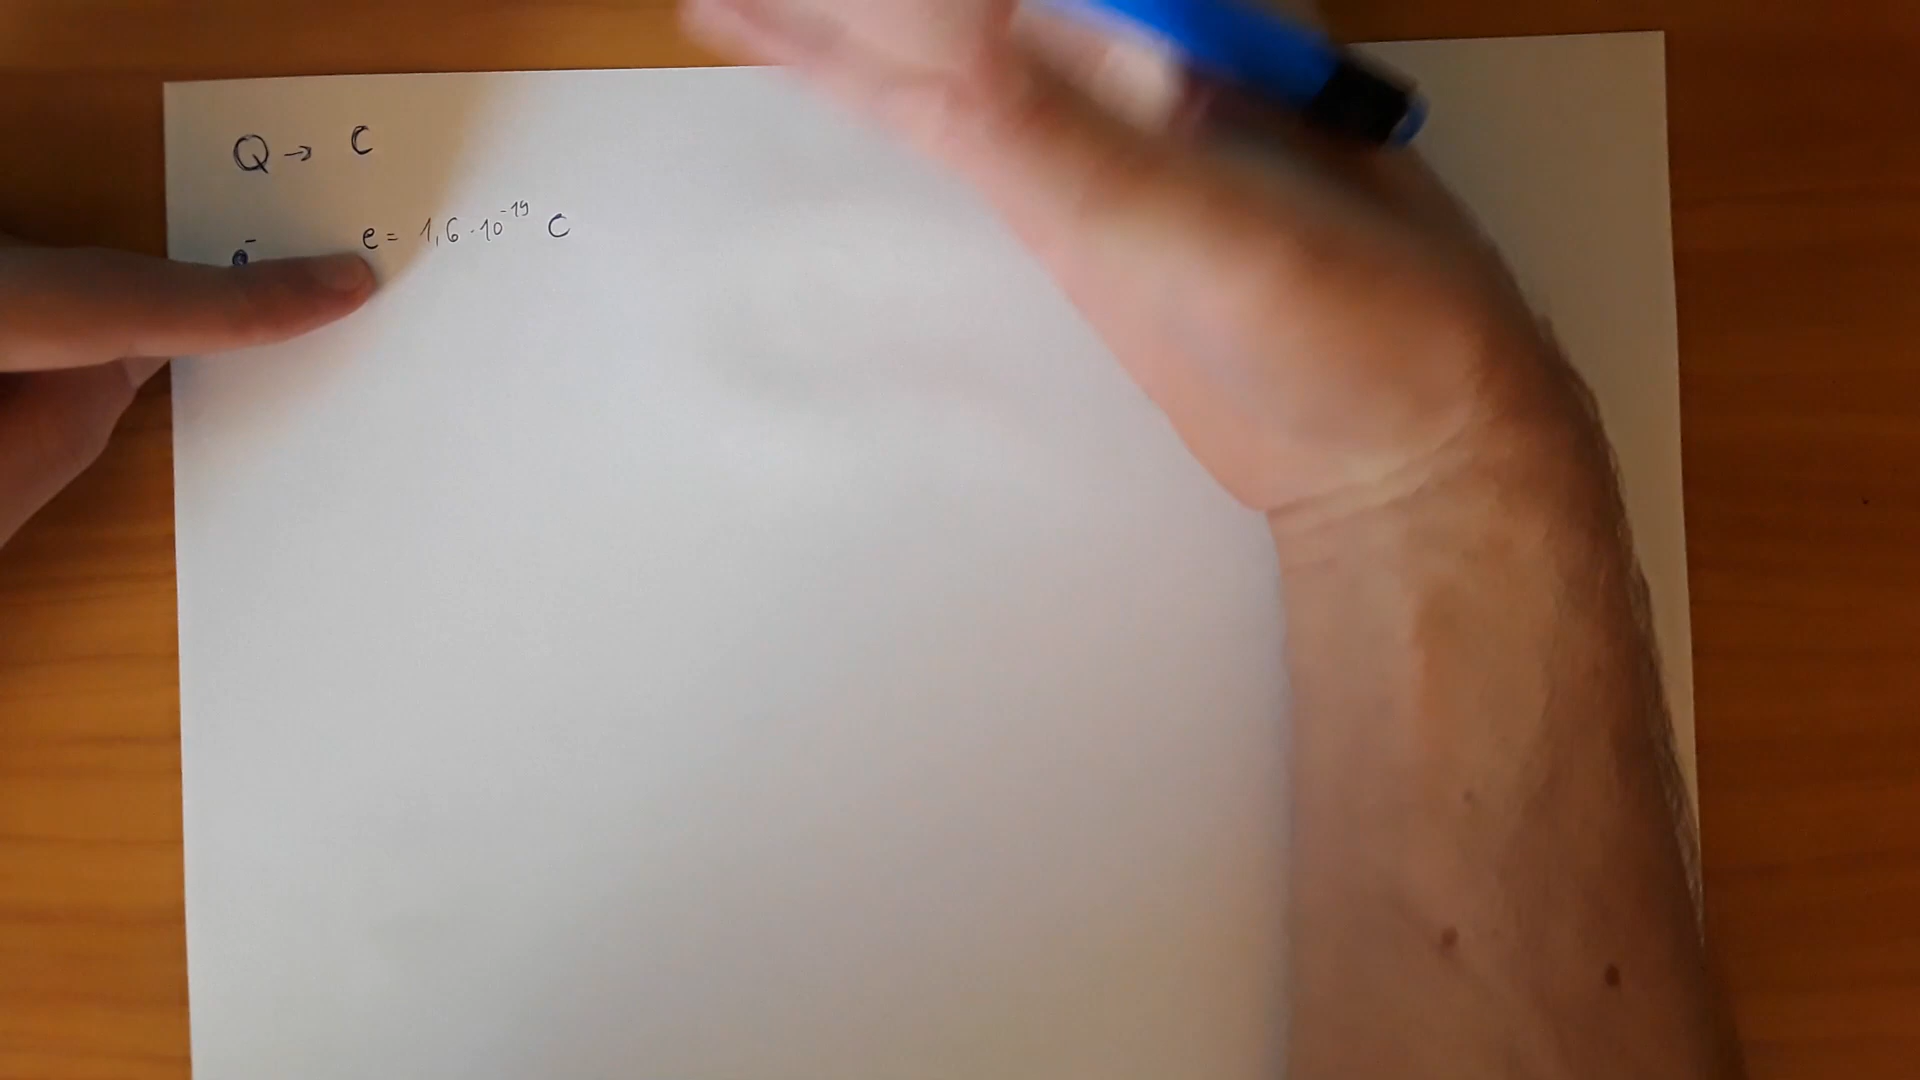 Q → C
e⁻ e = 1,6 · 10⁻¹⁹ C